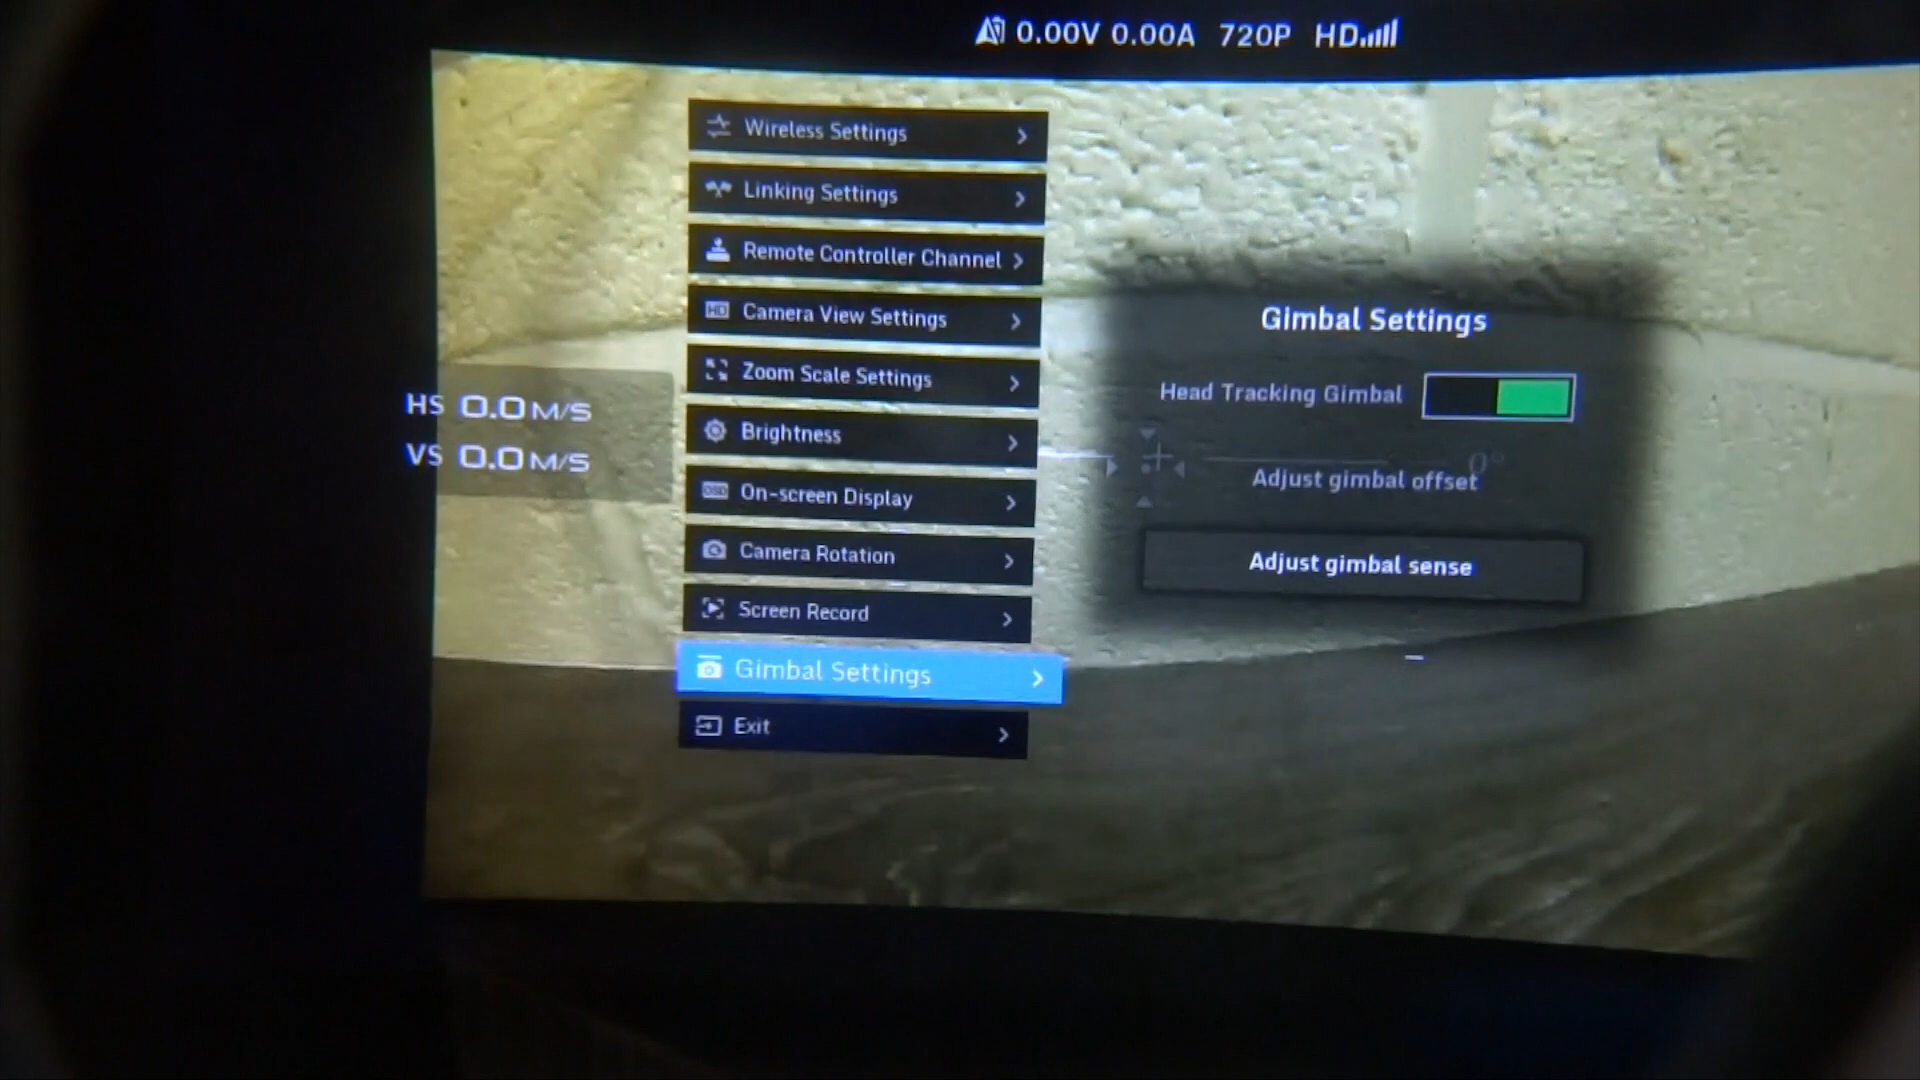 0.00V 0.00A 720P HD
Wireless Settings
Linking Settings
Remote Controller Channel
Camera View Settings
Zoom Scale Settings
Brightness
On-screen Display
Camera Rotation
Screen Record
Gimbal Settings
Exit
HS 0.0M/S
VS 0.0M/S
Gimbal Settings
Head Tracking Gimbal
0°
Adjust gimbal offset
Adjust gimbal sense